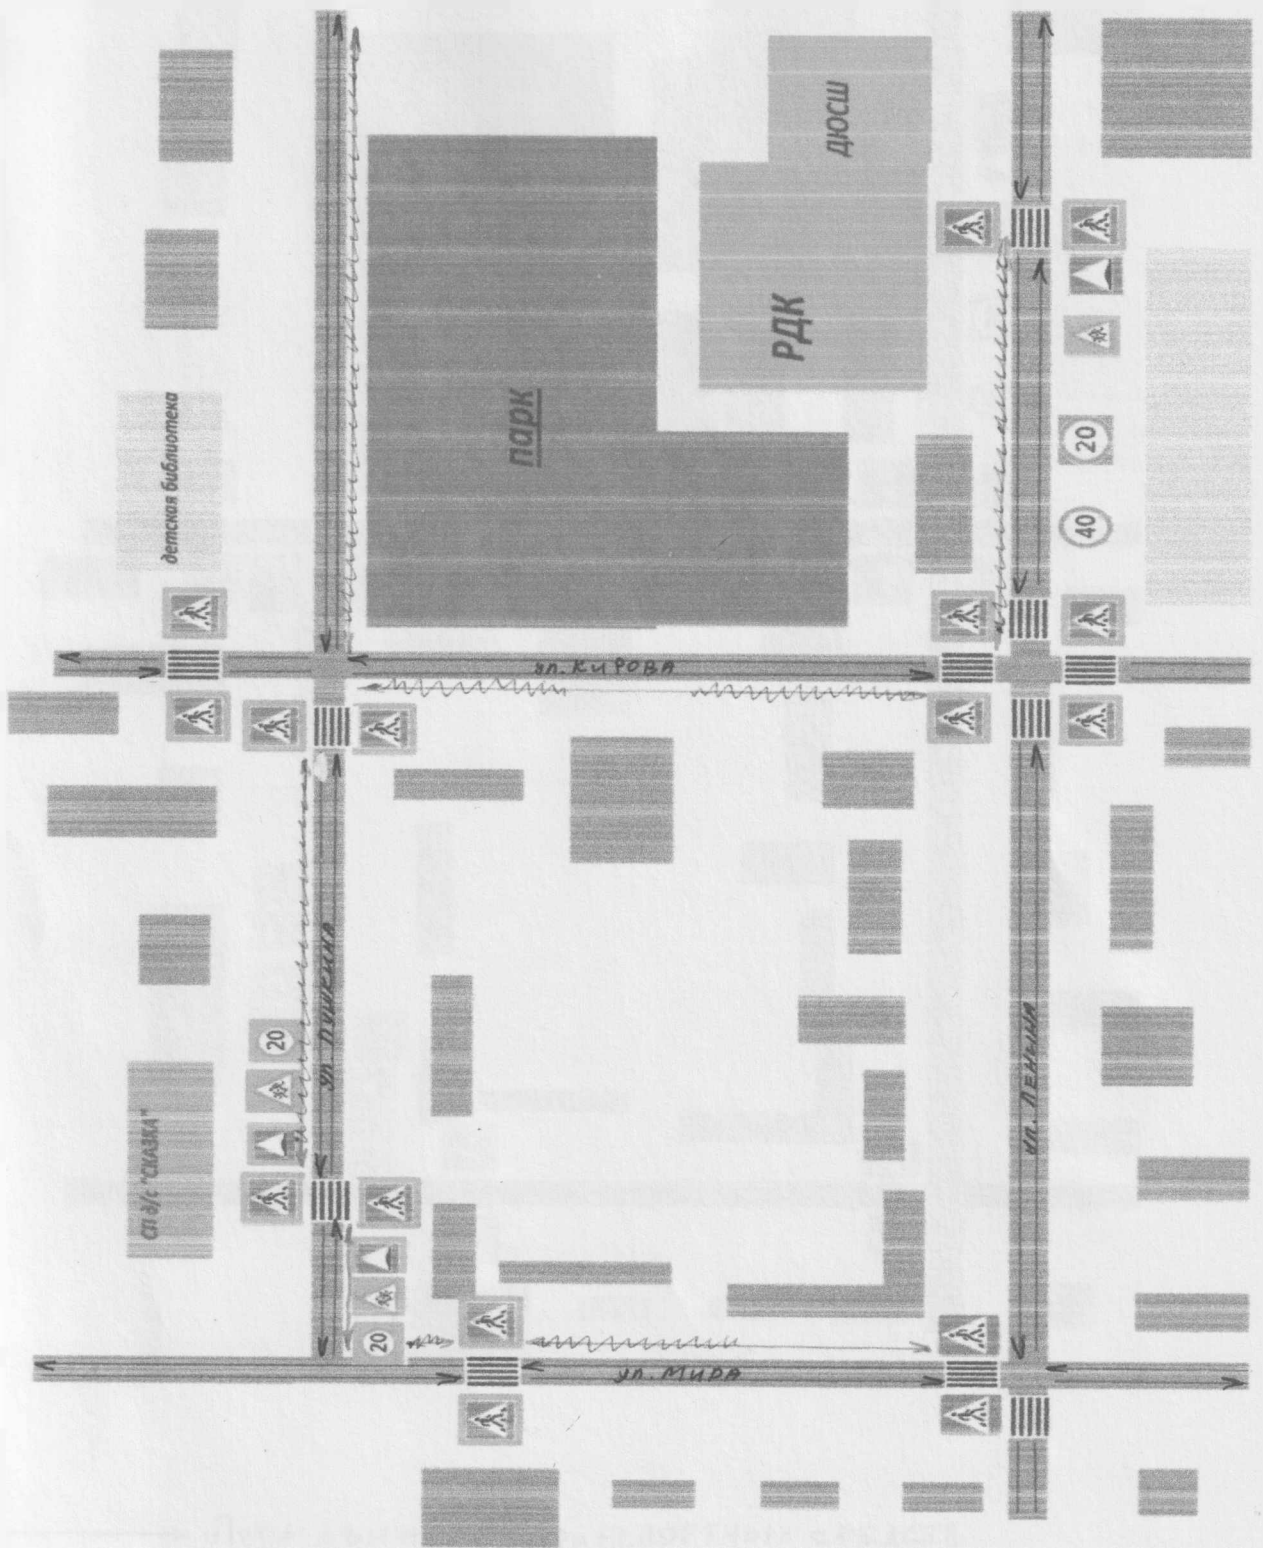 ДЮСШ
РДК
парк
детская библиотека
20
40
ул. КИРОВА
ул. ПУШКИНА
20
СП д/с "СКАЗКА"
ул. ЛЕНИНА
20
ул. МИРА